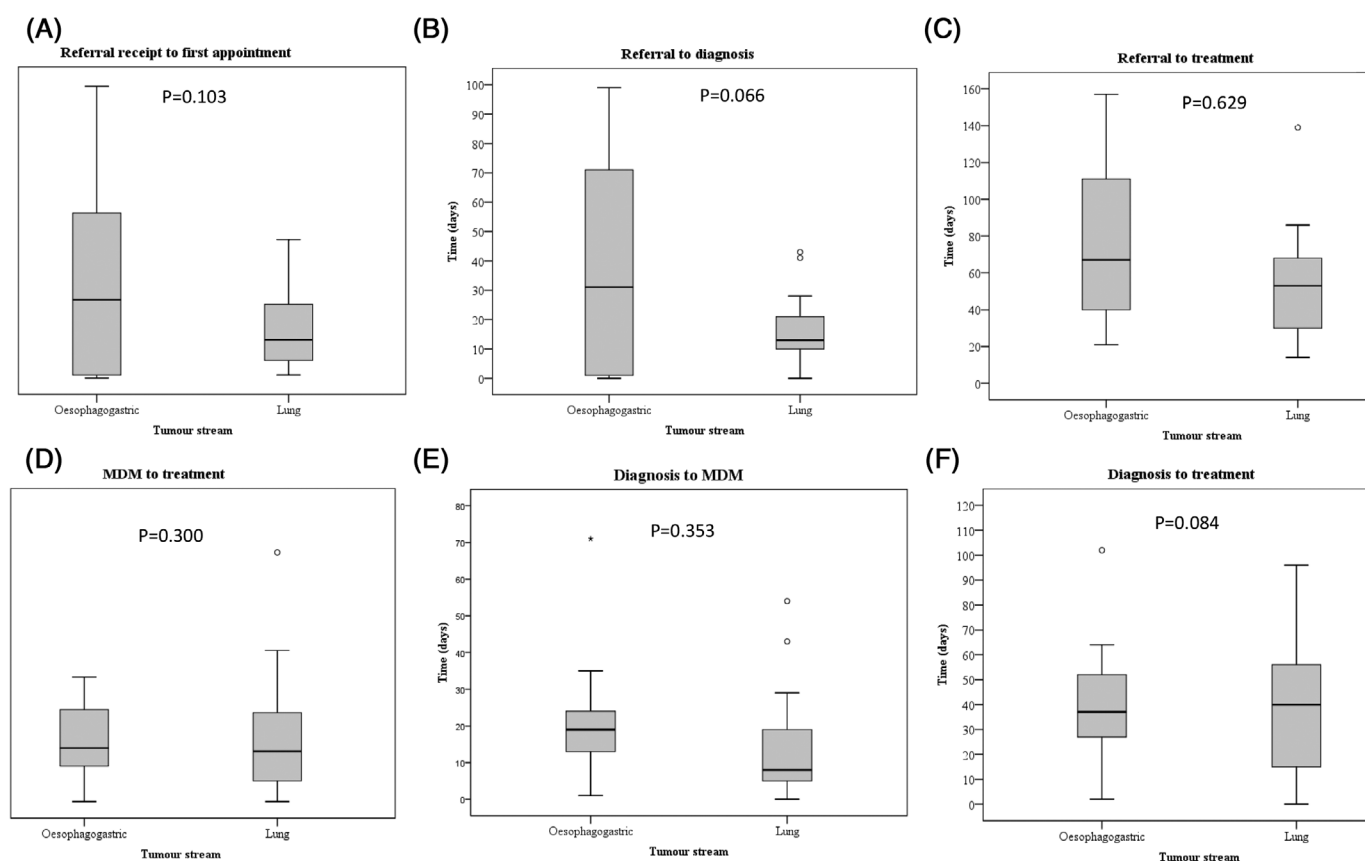 (A)
Referral receipt to first appointment
P=0.103
Oesophagogastric
Lung
Tumour stream
(B)
Referral to diagnosis
P=0.066
Time (days)
100
90
80
70
60
50
40
30
20
10
0
Oesophagogastric
Lung
Tumour stream
(C)
Referral to treatment
P=0.629
Time (days)
160
140
120
100
80
60
40
20
0
Oesophagogastric
Lung
Tumour stream
(D)
MDM to treatment
P=0.300
Oesophagogastric
Lung
Tumour stream
(E)
Diagnosis to MDM
P=0.353
Time (days)
80
70
60
50
40
30
20
10
0
Oesophagogastric
Lung
Tumour stream
(F)
Diagnosis to treatment
P=0.084
Time (days)
120
110
100
90
80
70
60
50
40
30
20
10
0
Oesophagogastric
Lung
Tumour stream